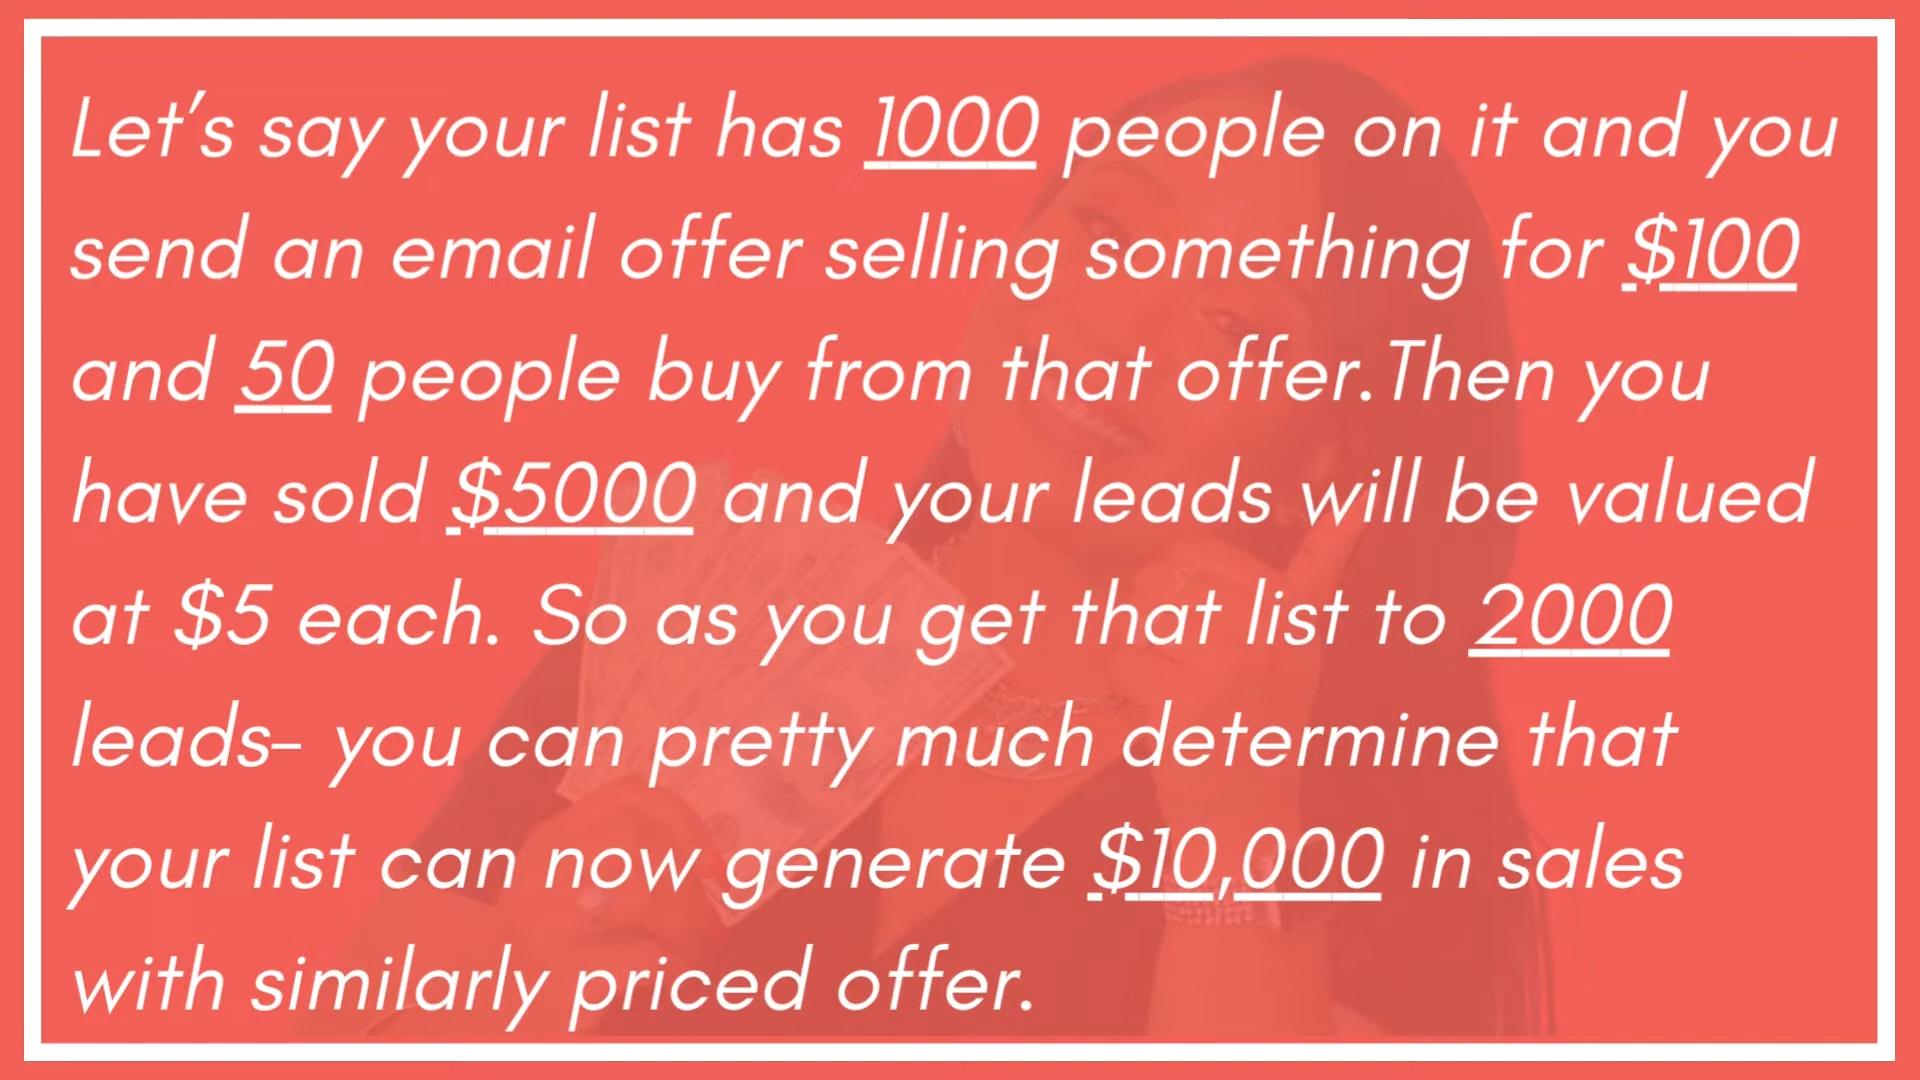 Let's say your list has 1000 people on it and you
send an email offer selling something for $100
and 50 people buy from that offer.Then you
have sold $5000 and your leads will be valued
at $5 each. So as you get that list to 2000
leads– you can pretty much determine that
your list can now generate $10,000 in sales
with similarly priced offer.